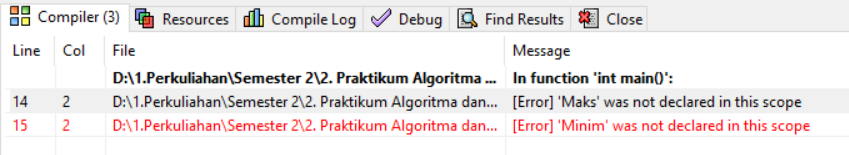 Compiler (3) Resources Compile Log Debug Find Results Close
Line Col File Message
D:\1.Perkuliahan\Semester 2\2. Praktikum Algoritma ... In function 'int main()':
14 2 D:\1.Perkuliahan\Semester 2\2. Praktikum Algoritma dan... [Error] 'Maks' was not declared in this scope
15 2 D:\1.Perkuliahan\Semester 2\2. Praktikum Algoritma dan... [Error] 'Minim' was not declared in this scope